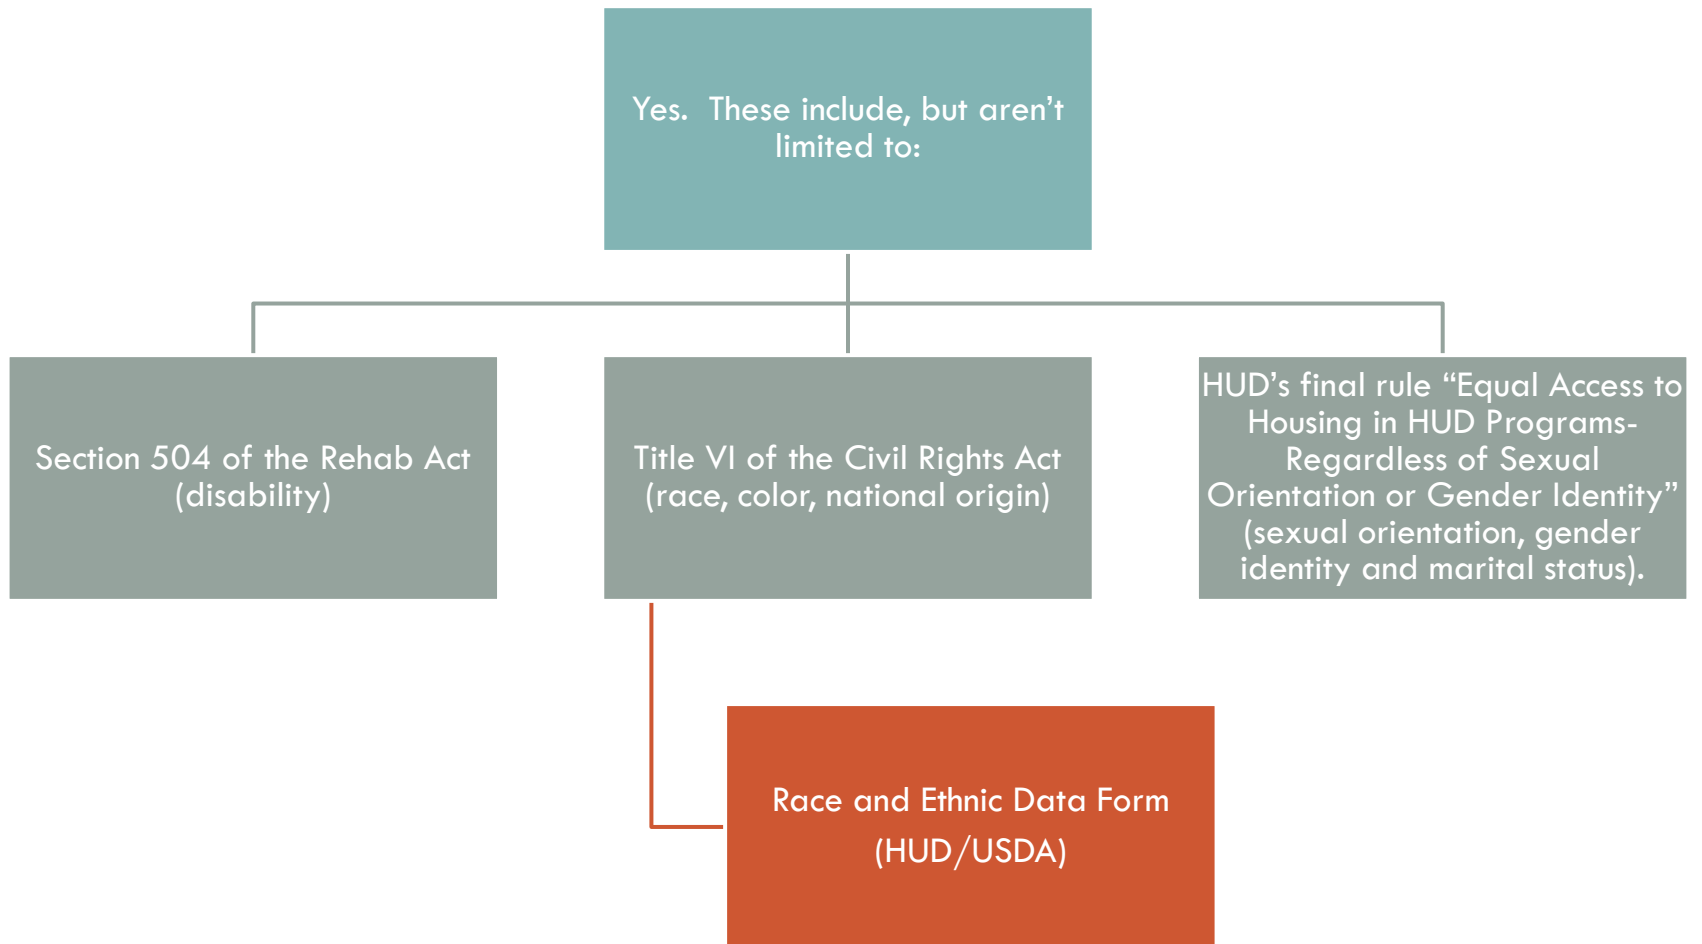 Yes.  These include, but aren’t
limited to:
Section 504 of the Rehab Act
(disability)
Title VI of the Civil Rights Act
(race, color, national origin)
HUD’s final rule “Equal Access to
Housing in HUD Programs-
Regardless of Sexual
Orientation or Gender Identity”
(sexual orientation, gender
identity and marital status).
Race and Ethnic Data Form
(HUD/USDA)